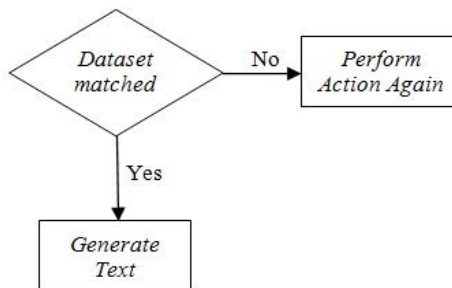 Dataset
matched
No
Perform
Action Again
Yes
Generate
Text